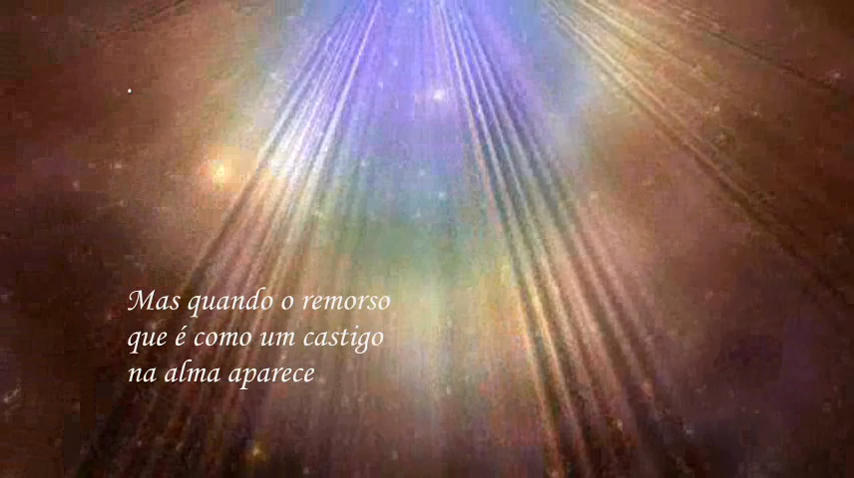 Mas quando o remorso
que é como um castigo
na alma aparece